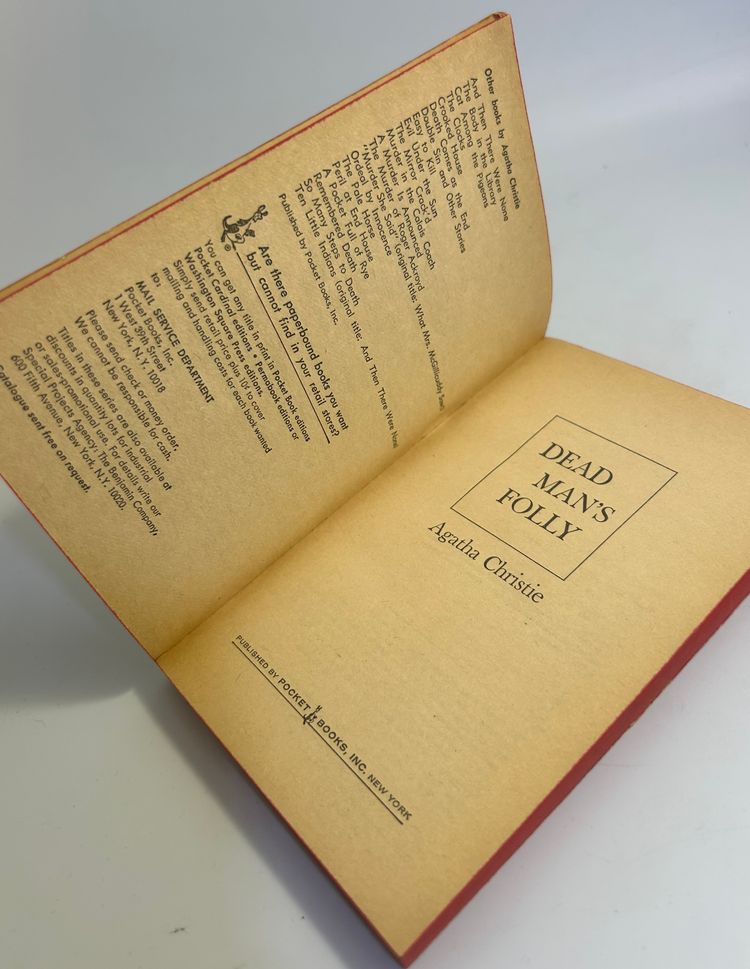 Other books by Agatha Christie
And Then There Were None
The Body in the Library
Cat Among the Pigeons
The Clocks
Crooked House
Death Comes as the End
Double Sin and Other Stories
Easy to Kill
Evil Under the Sun
The Mirror Crack'd
Murder in the Calais Coach
A Murder Is Announced
The Murder of Roger Ackroyd
"Murder She Said" (original title: What Mrs. McGillicuddy Saw)
Ordeal by Innocence
The Pale Horse
Peril at End House
A Pocket Full of Rye
Remembered Death
So Many Steps to Death
Ten Little Indians (original title: And Then There Were None)
Published by Pocket Books, Inc.
Are there paperbound books you want
but cannot find in your retail stores?
You can get any title in print in Pocket Book editions
Pocket Cardinal editions • Permabook editions or
Washington Square Press editions.
Simply send retail price plus 10¢ to cover
mailing and handling costs for each book wanted
to:
MAIL SERVICE DEPARTMENT
Pocket Books, Inc.
1 West 39th Street
New York, N.Y. 10018
Please send check or money order.
We cannot be responsible for cash.
Titles in these series are also available at
discounts in quantity lots for industrial
or sales-promotional use. For details write our
Special Projects Agency: The Benjamin Company,
600 Fifth Avenue, New York, N.Y. 10020.
Catalogue sent free on request.
DEAD
MAN'S
FOLLY
Agatha Christie
PUBLISHED BY POCKET BOOKS, INC. NEW YORK